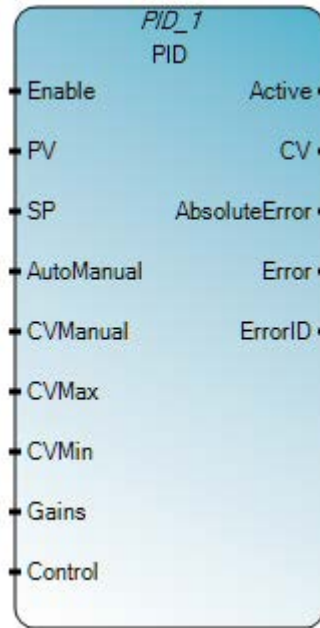 PID_1
PID
Enable Active
PV CV
SP AbsoluteError
AutoManual Error
CVManual ErrorID
CVMax
CVMin
Gains
Control